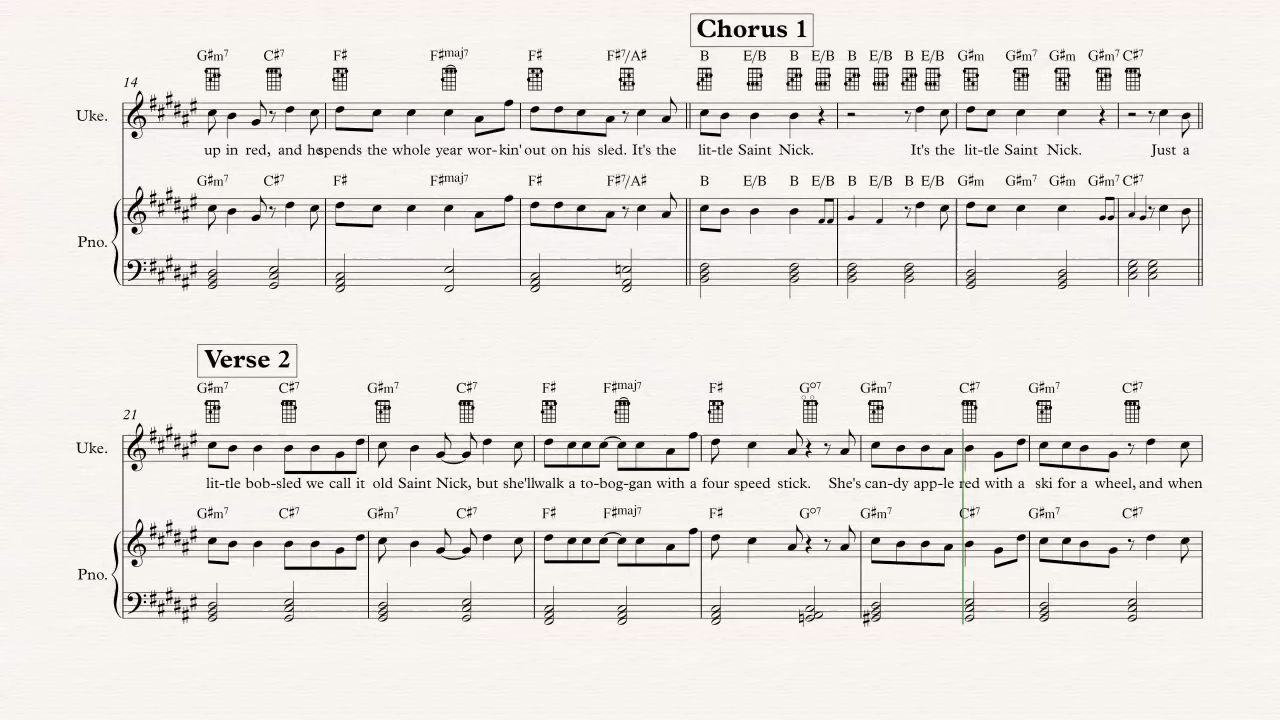 Chorus 1
G♯m7 C♯7 F♯ F♯maj7 F♯ F♯7/A♯ B E/B B E/B B E/B B E/B G♯m G♯m7 G♯m G♯m7 C♯7
14
Uke.
up in red, and he spends the whole year wor-kin' out on his sled. It's the lit-tle Saint Nick. It's the lit-tle Saint Nick. Just a
G♯m7 C♯7 F♯ F♯maj7 F♯ F♯7/A♯ B E/B B E/B B E/B B E/B G♯m G♯m7 G♯m G♯m7 C♯7
Pno.
Verse 2
G♯m7 C♯7 G♯m7 C♯7 F♯ F♯maj7 F♯ G°7 G♯m7 C♯7 G♯m7 C♯7
21
Uke.
lit-tle bob-sled we call it old Saint Nick, but she'll walk a to-bog-gan with a four speed stick. She's can-dy app-le red with a ski for a wheel, and when
G♯m7 C♯7 G♯m7 C♯7 F♯ F♯maj7 F♯ G°7 G♯m7 C♯7 G♯m7 C♯7
Pno.